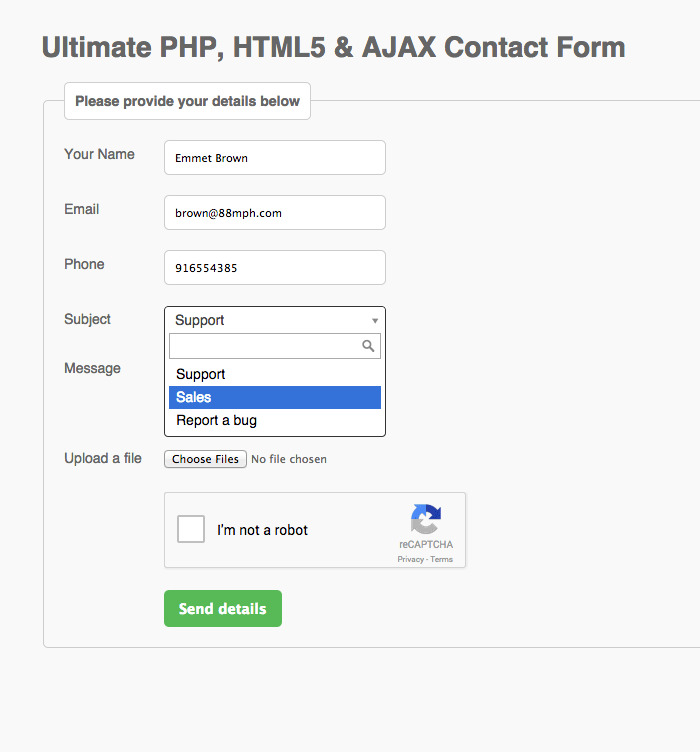 Ultimate PHP, HTML5 & AJAX Contact Form
Please provide your details below
Your Name Emmet Brown
Email brown@88mph.com
Phone 916554385
Subject Support
Message
Support
Sales
Report a bug
Upload a file Choose Files No file chosen
I'm not a robot
reCAPTCHA
Privacy - Terms
Send details